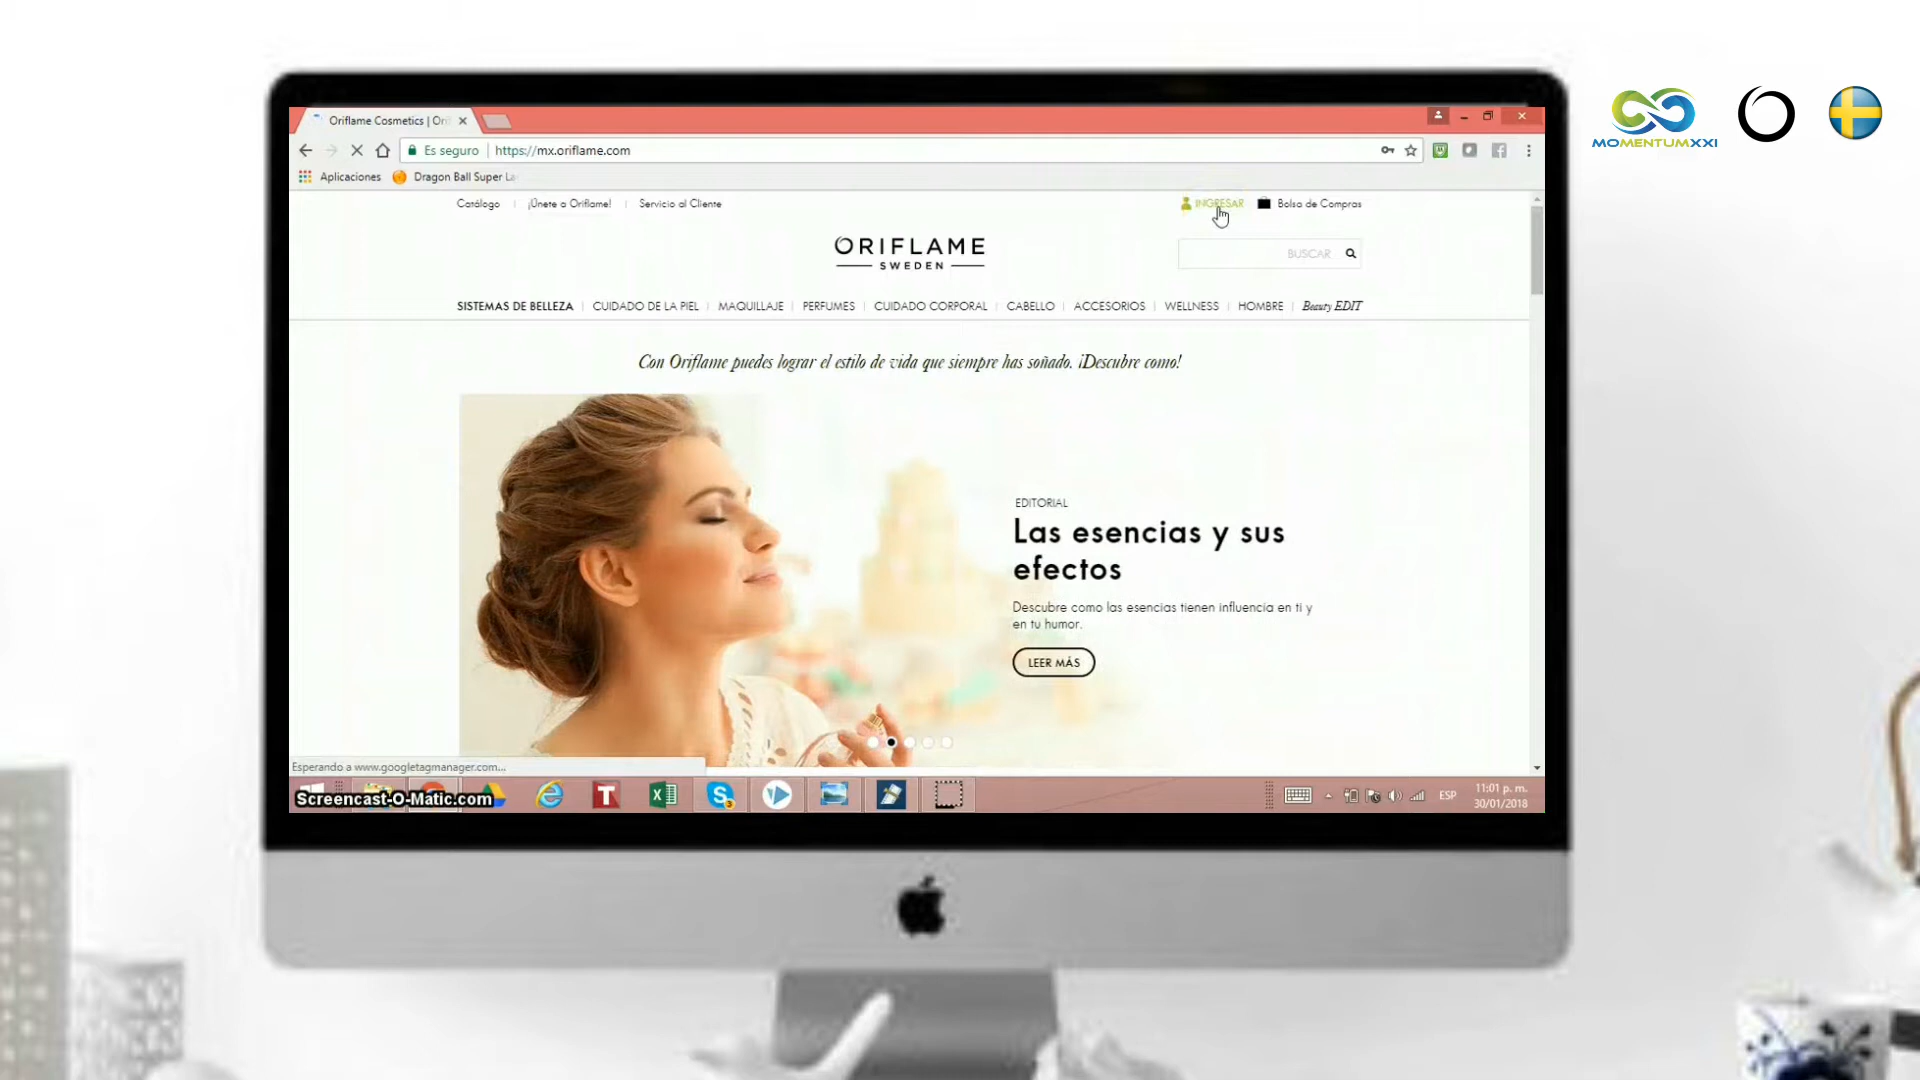 Oriflame Cosmetics | Ori
MOMENTUMXXI
Es seguro
https://mx.oriflame.com
Aplicaciones
Dragon Ball Super La
Catálogo
¡Únete a Oriflame!
Servicio al Cliente
INGRESAR
Bolsa de Compras
ORIFLAME
SWEDEN
BUSCAR
SISTEMAS DE BELLEZA
CUIDADO DE LA PIEL
MAQUILLAJE
PERFUMES
CUIDADO CORPORAL
CABELLO
ACCESORIOS
WELLNESS
HOMBRE
Beauty EDIT
Con Oriflame puedes lograr el estilo de vida que siempre has soñado. ¡Descubre como!
EDITORIAL
Las esencias y sus
efectos
Descubre como las esencias tienen influencia en ti y
en tu humor.
LEER MÁS
Esperando a www.googletagmanager.com...
Screencast-O-Matic.com
ESP
11:01 p. m.
30/01/2018